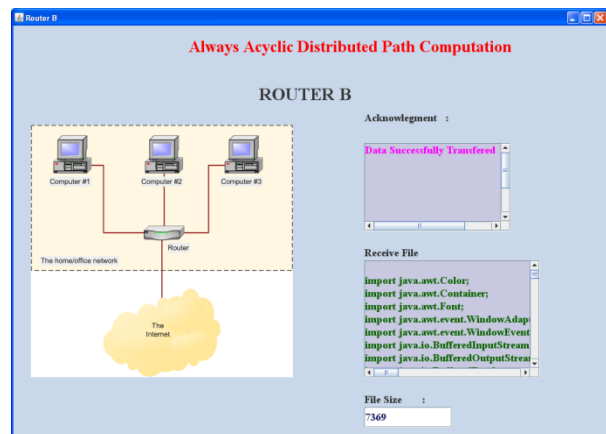 Router B
Always Acyclic Distributed Path Computation
ROUTER B
Computer #1
Computer #2
Computer #3
Router
The home/office network
The
Internet
Acknowlegment :
Data Successfully Transfered
Receive File
import java.awt.Color;
import java.awt.Container;
import java.awt.Font;
import java.awt.event.WindowAdap
import java.awt.event.WindowEvent
import java.io.BufferedInputStream
import java.io.BufferedOutputStrea
File Size :
7369